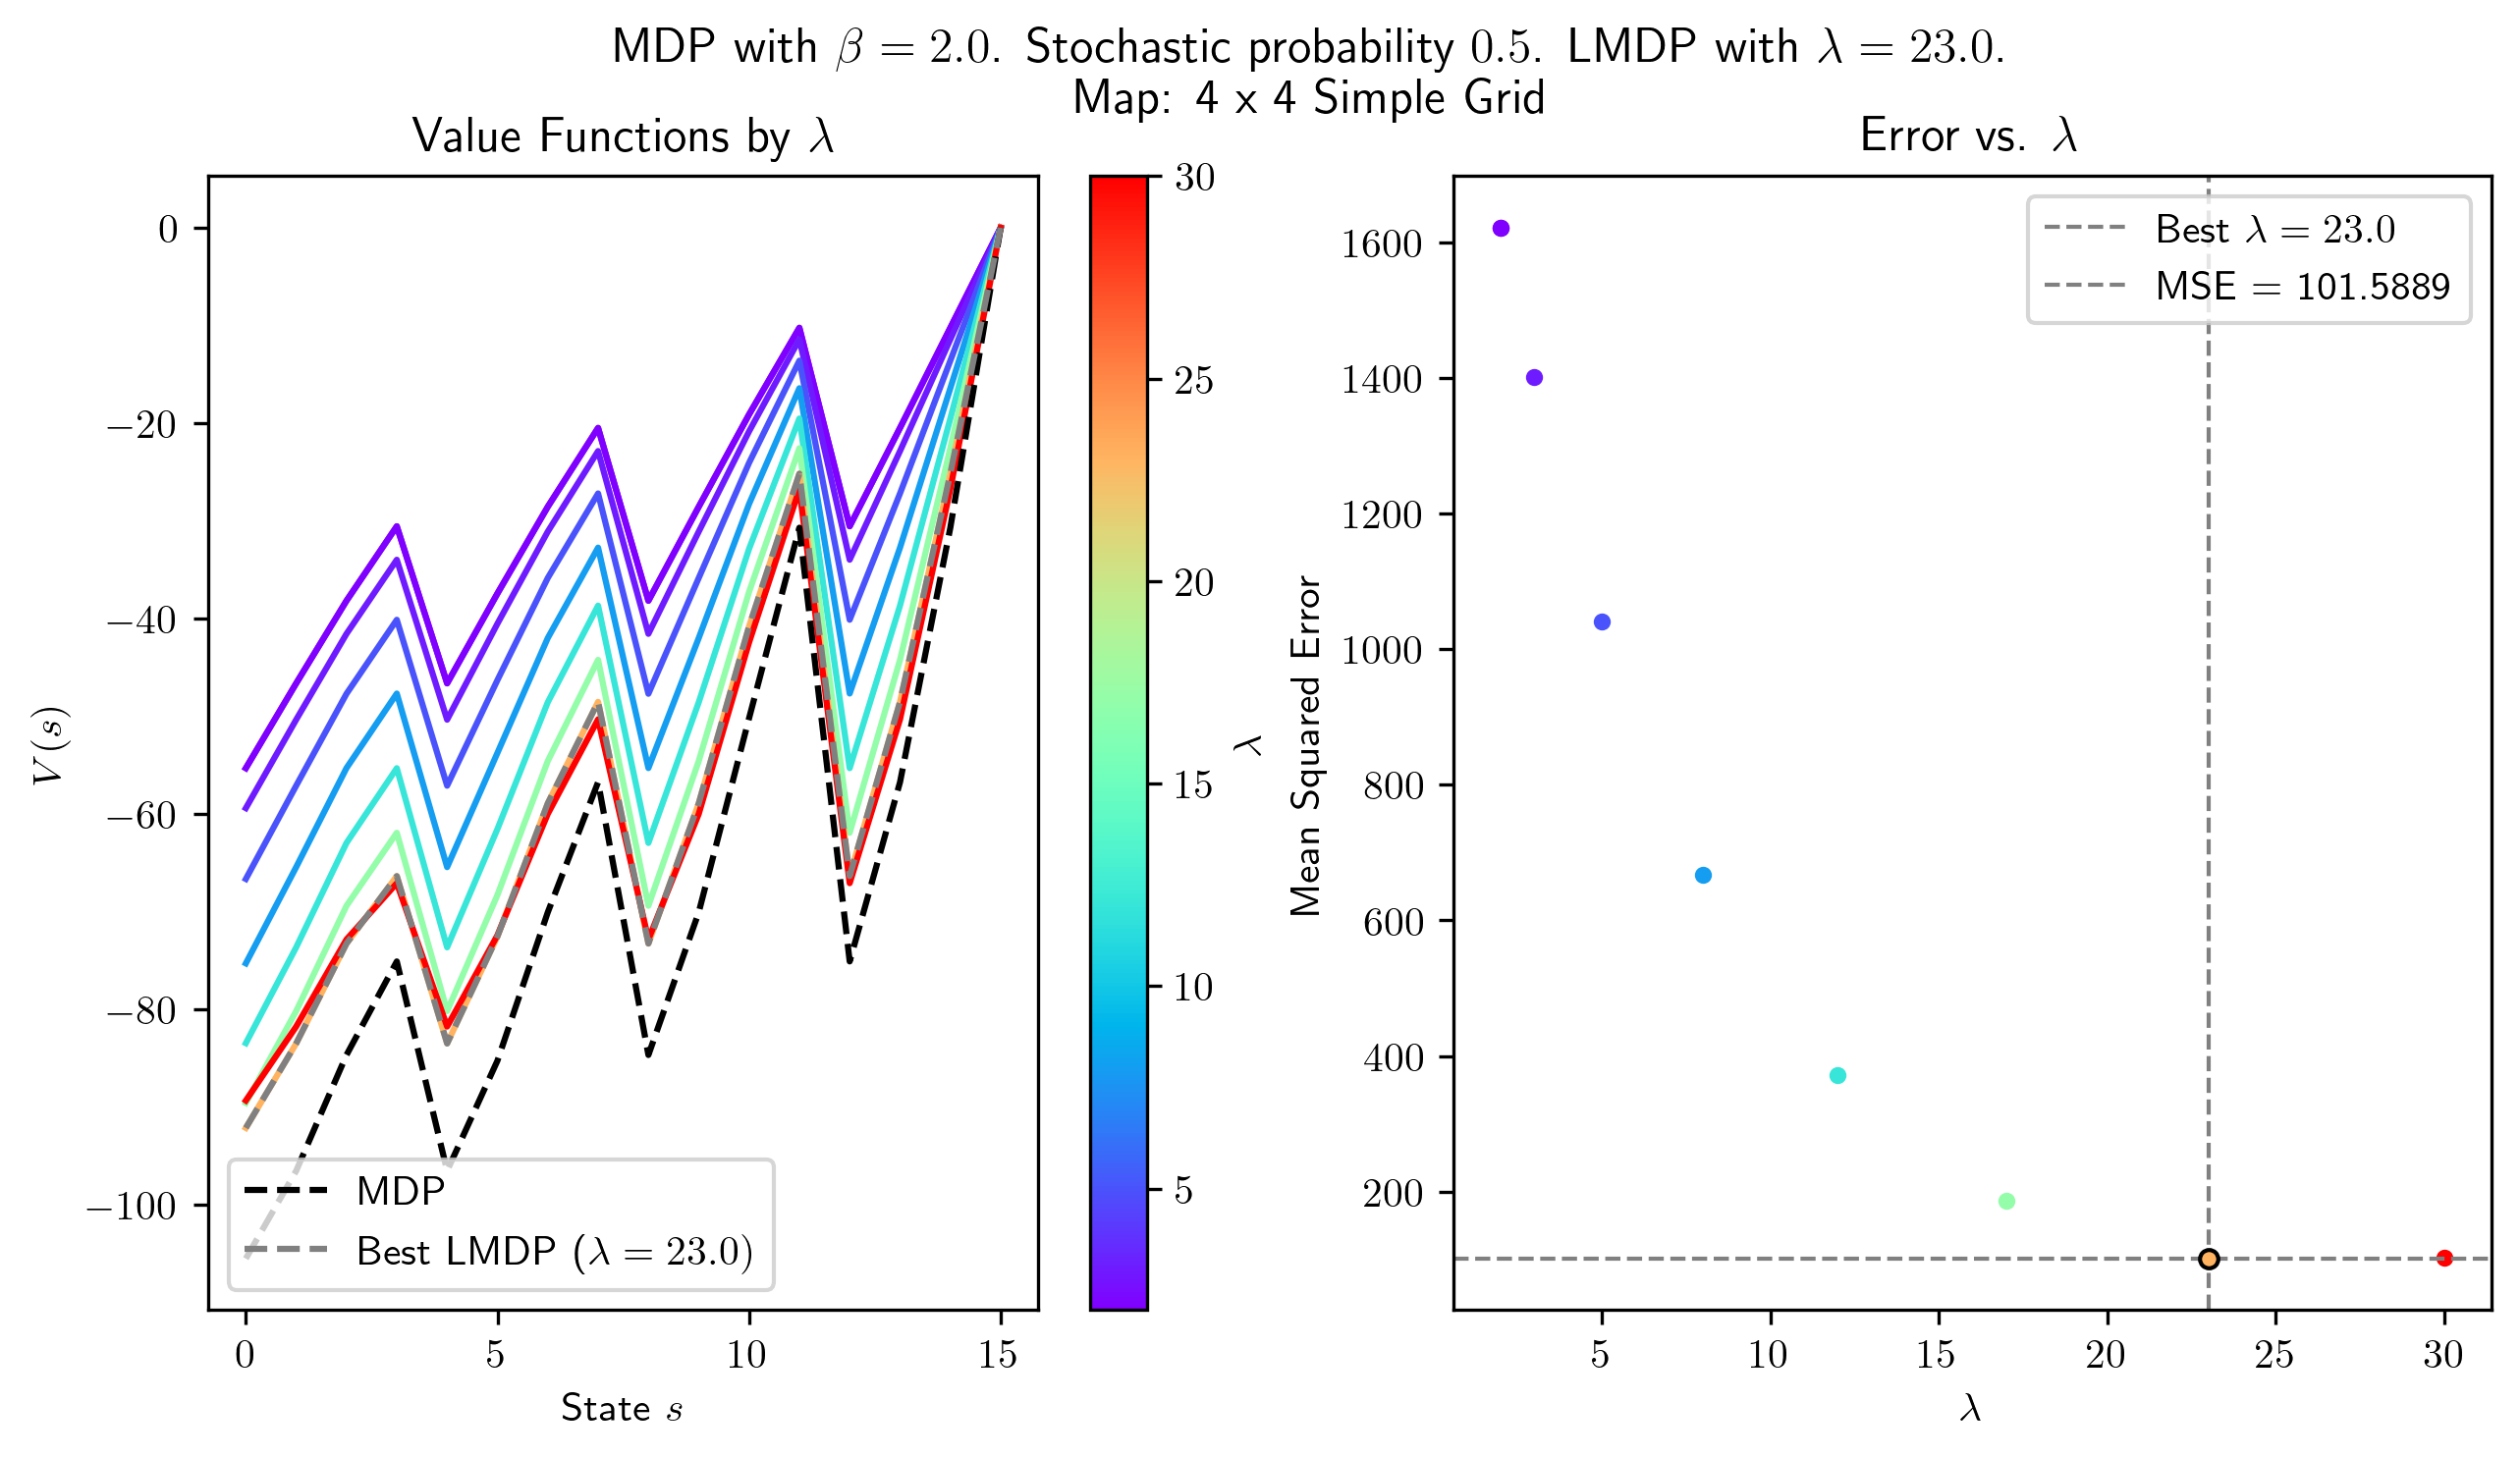 MDP with β = 2.0. Stochastic probability 0.5. LMDP with λ = 23.0.
Map: 4 x 4 Simple Grid
Value Functions by λ
0
−20
−40
−60
−80
−100
V(s)
MDP
Best LMDP (λ = 23.0)
0 5 10 15
State s
30
25
20
15
10
5
λ
Error vs. λ
1600
1400
1200
1000
800
600
400
200
Mean Squared Error
Best λ = 23.0
MSE = 101.5889
5 10 15 20 25 30
λ